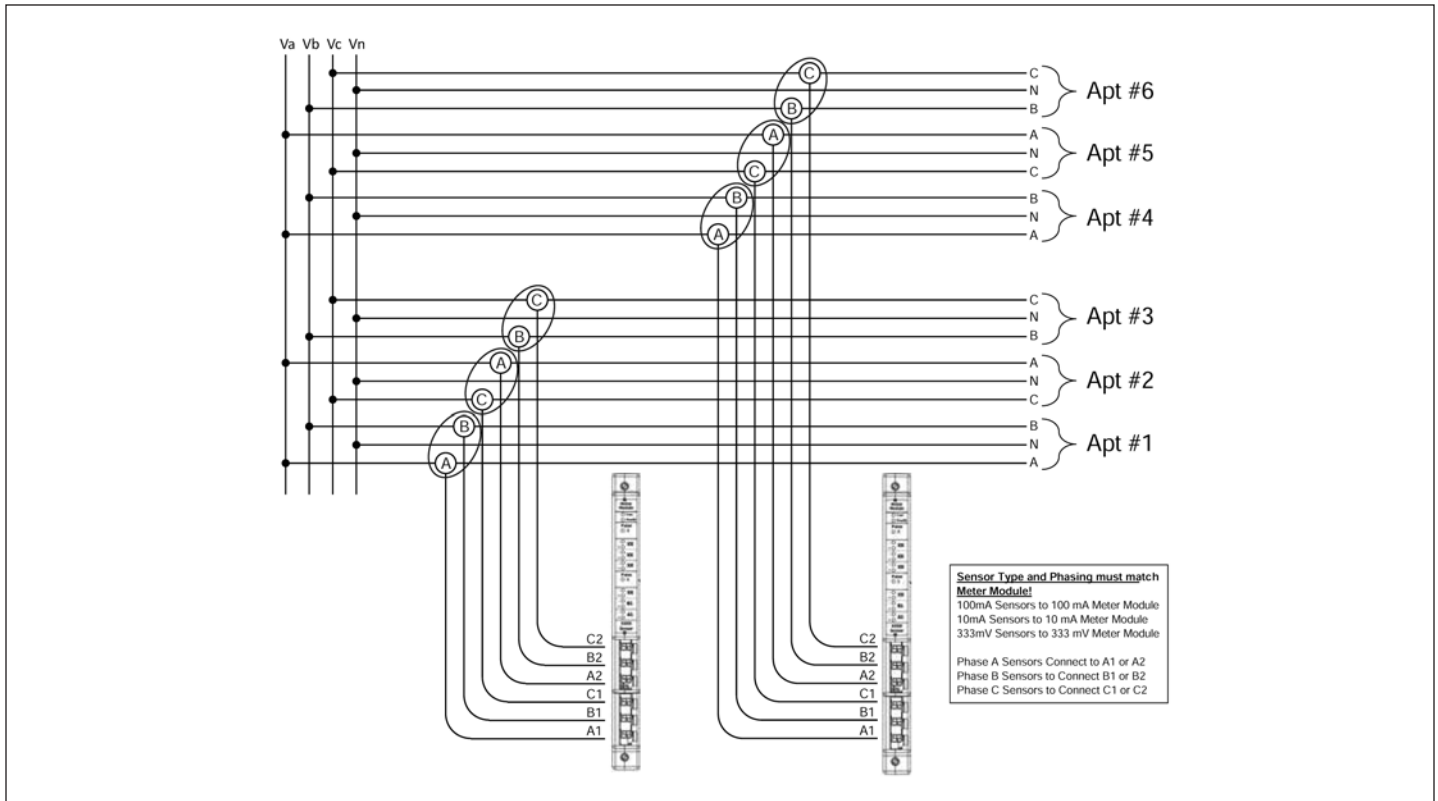 Va Vb Vc Vn
C
N
B
Apt #6
A
N
C
Apt #5
B
N
A
Apt #4
C
N
B
Apt #3
A
N
C
Apt #2
B
N
A
Apt #1
C
B
A
C
B
A
C
B
A
C
B
A
C2
B2
A2
C1
B1
A1
C2
B2
A2
C1
B1
A1
Sensor Type and Phasing must match
Meter Module!
100mA Sensors to 100 mA Meter Module
10mA Sensors to 10 mA Meter Module
333mV Sensors to 333 mV Meter Module
Phase A Sensors Connect to A1 or A2
Phase B Sensors to Connect B1 or B2
Phase C Sensors to Connect C1 or C2